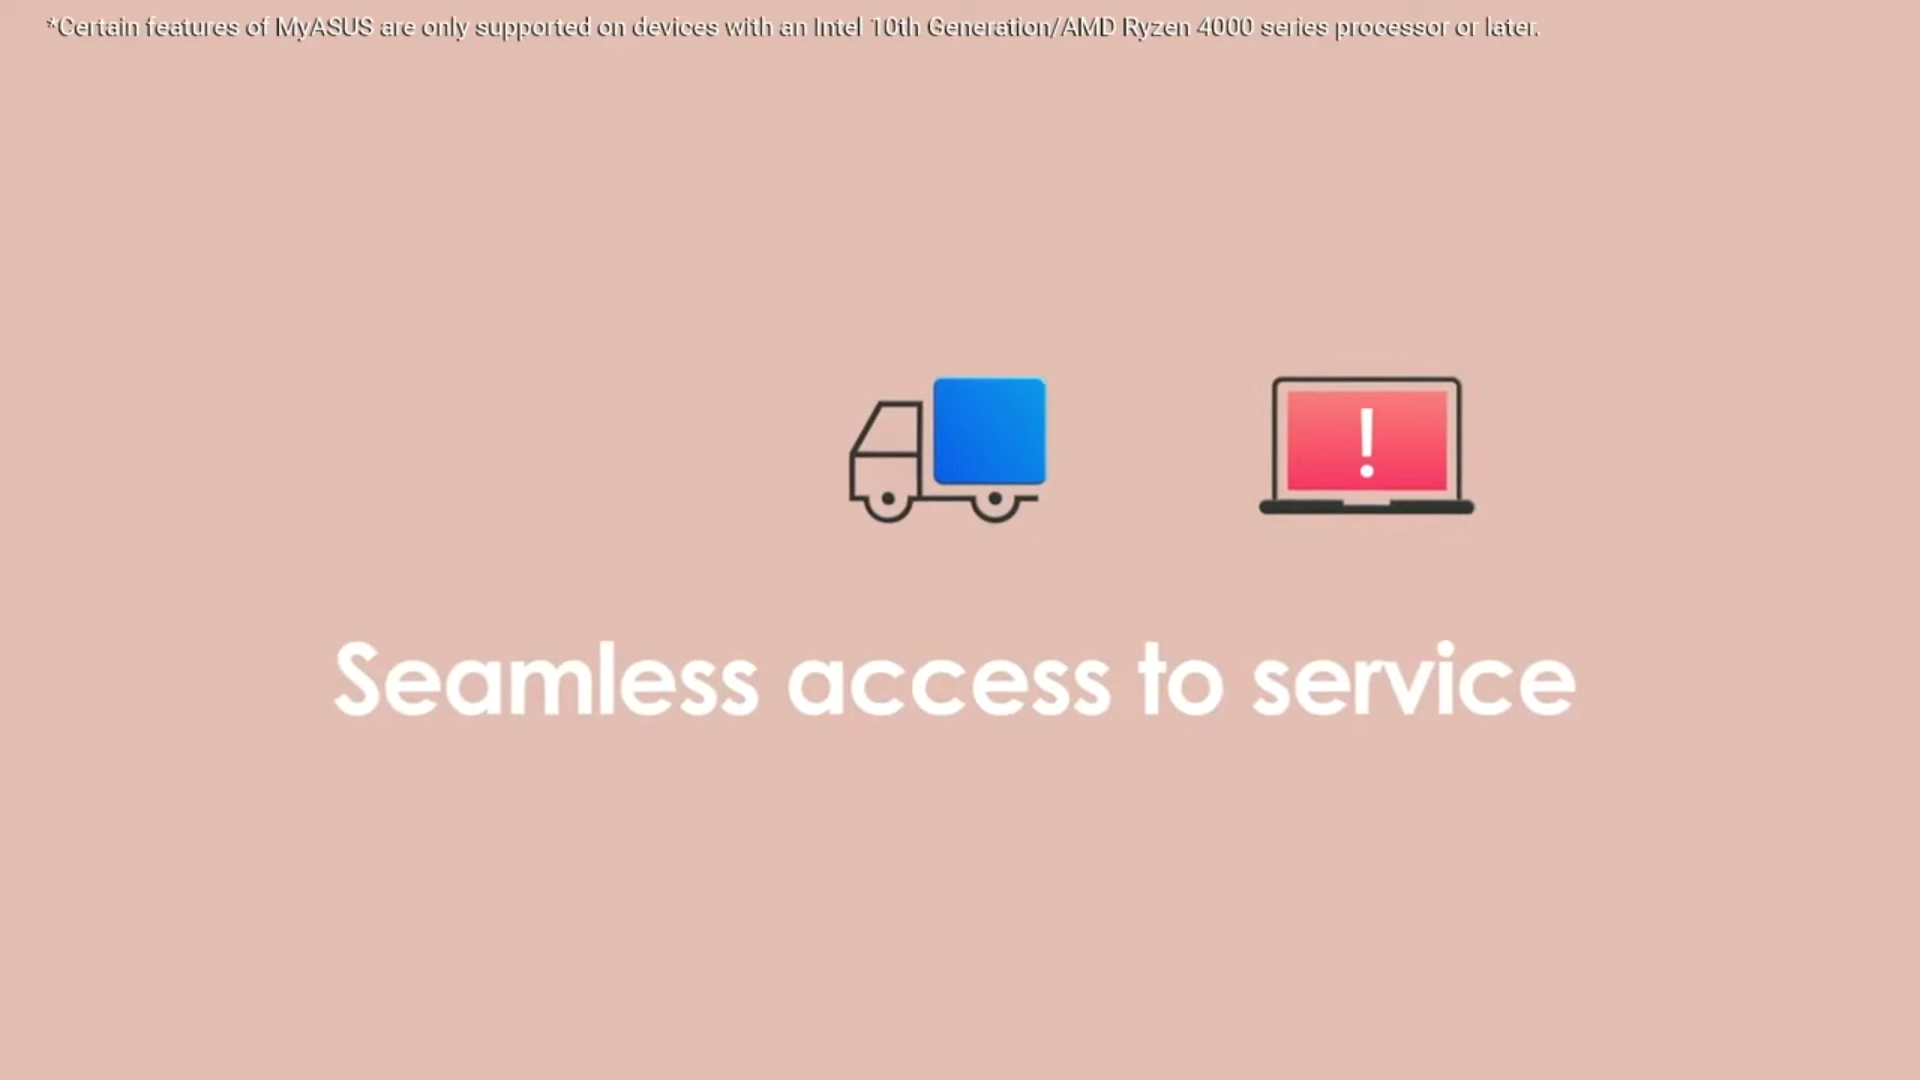 *Certain features of MyASUS are only supported on devices with an Intel 10th Generation/AMD Ryzen 4000 series processor or later.
!
Seamless access to service